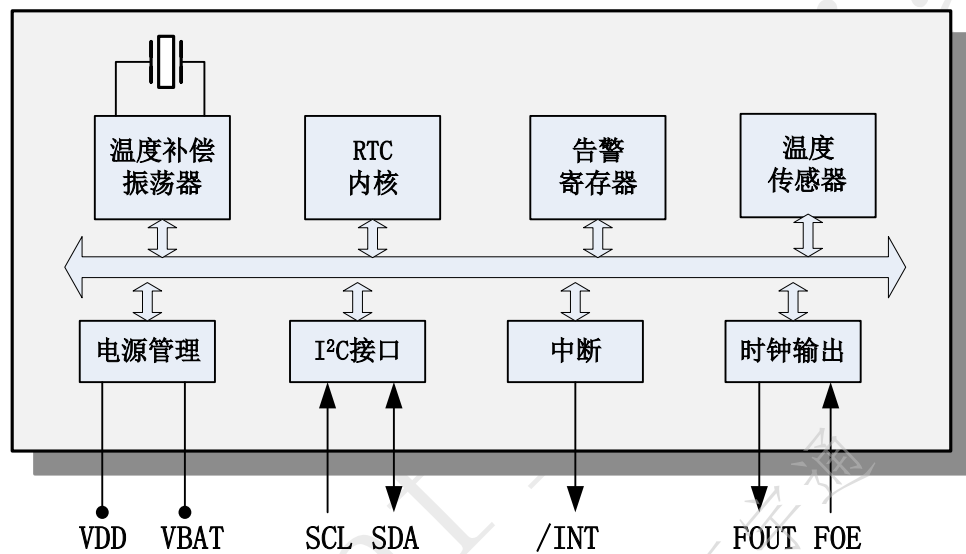 温度补偿
振荡器
RTC
内核
告警
寄存器
温度
传感器
电源管理
I²C接口
中断
时钟输出
VDD VBAT SCL SDA /INT FOUT FOE